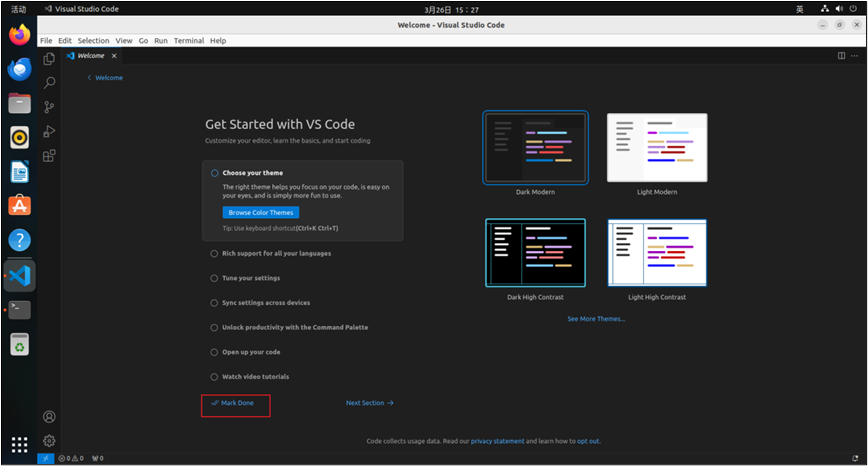 活动
Visual Studio Code
3月26日 15：27
英
Welcome - Visual Studio Code
File Edit Selection View Go Run Terminal Help
Welcome
Welcome
Get Started with VS Code
Customize your editor, learn the basics, and start coding
Choose your theme
The right theme helps you focus on your code, is easy on
your eyes, and is simply more fun to use.
Browse Color Themes
Tip: Use keyboard shortcut(Ctrl+K Ctrl+T)
Rich support for all your languages
Tune your settings
Sync settings across devices
Unlock productivity with the Command Palette
Open up your code
Watch video tutorials
Mark Done
Next Section
Dark Modern
Light Modern
Dark High Contrast
Light High Contrast
See More Themes...
Code collects usage data. Read our privacy statement and learn how to opt out.
0 0 0